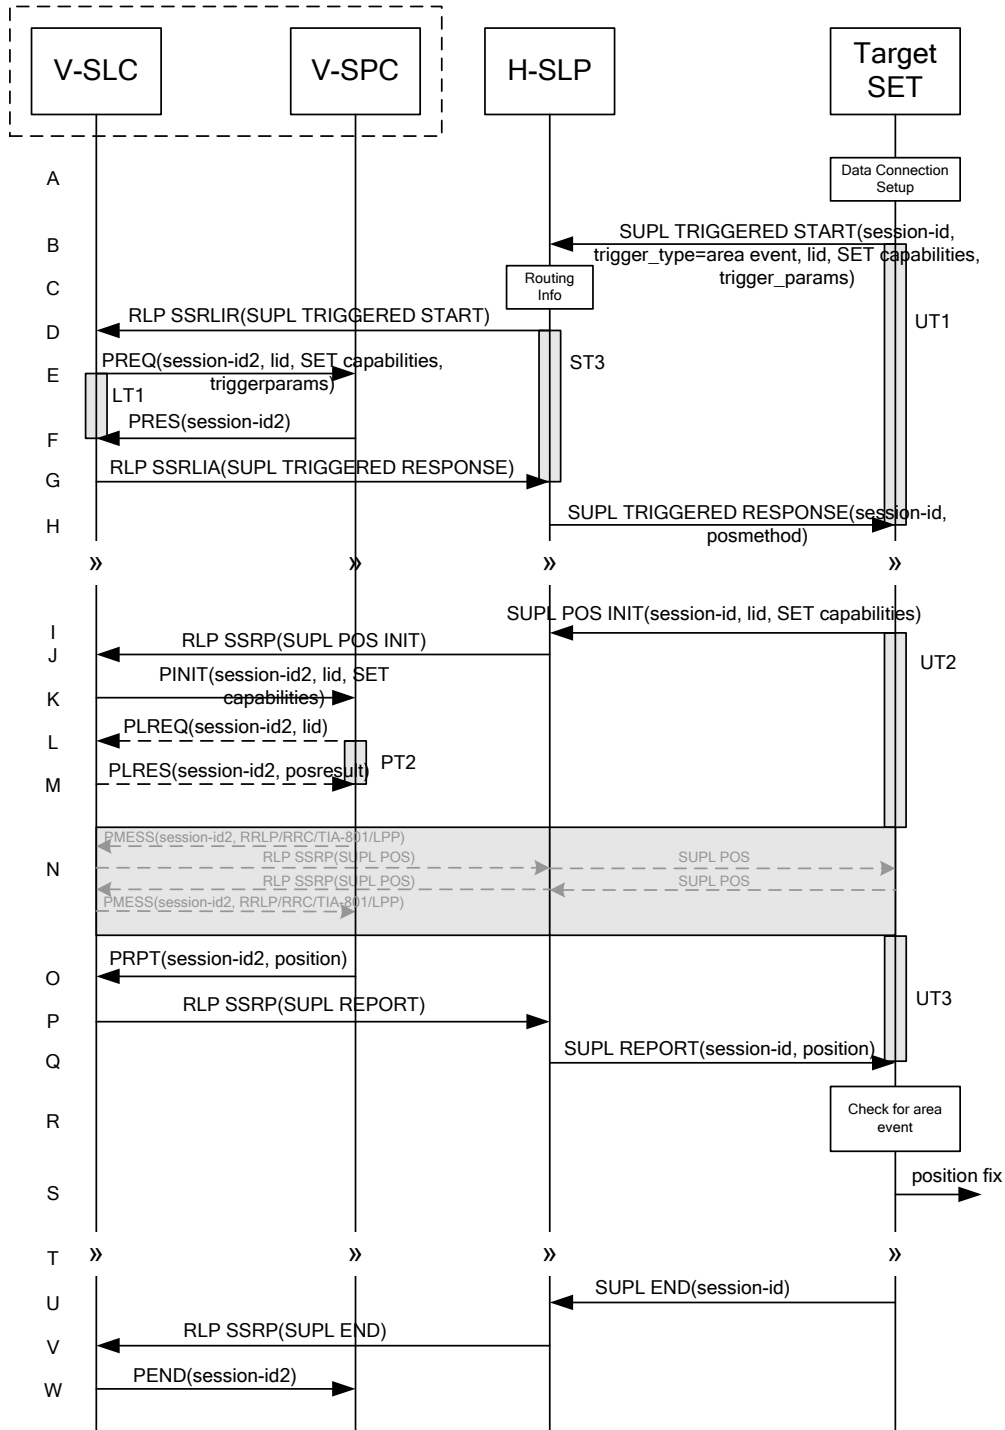 V-SLC
V-SPC
H-SLP
Target
SET
A
Data Connection
Setup
B
SUPL TRIGGERED START(session-id,
trigger_type=area event, lid, SET capabilities,
trigger_params)
C
Routing
Info
D
RLP SSRLIR(SUPL TRIGGERED START)
UT1
ST3
E
PREQ(session-id2, lid, SET capabilities,
triggerparams)
LT1
F
PRES(session-id2)
G
RLP SSRLIA(SUPL TRIGGERED RESPONSE)
H
SUPL TRIGGERED RESPONSE(session-id,
posmethod)
» » » »
I
SUPL POS INIT(session-id, lid, SET capabilities)
J
RLP SSRP(SUPL POS INIT)
UT2
K
PINIT(session-id2, lid, SET
capabilities)
L
PLREQ(session-id2, lid)
PT2
M
PLRES(session-id2, posresult)
N
PMESS(session-id2, RRLP/RRC/TIA-801/LPP)
RLP SSRP(SUPL POS)
SUPL POS
RLP SSRP(SUPL POS)
SUPL POS
PMESS(session-id2, RRLP/RRC/TIA-801/LPP)
O
PRPT(session-id2, position)
UT3
P
RLP SSRP(SUPL REPORT)
Q
SUPL REPORT(session-id, position)
R
Check for area
event
S
position fix
T
» » » »
U
SUPL END(session-id)
V
RLP SSRP(SUPL END)
W
PEND(session-id2)